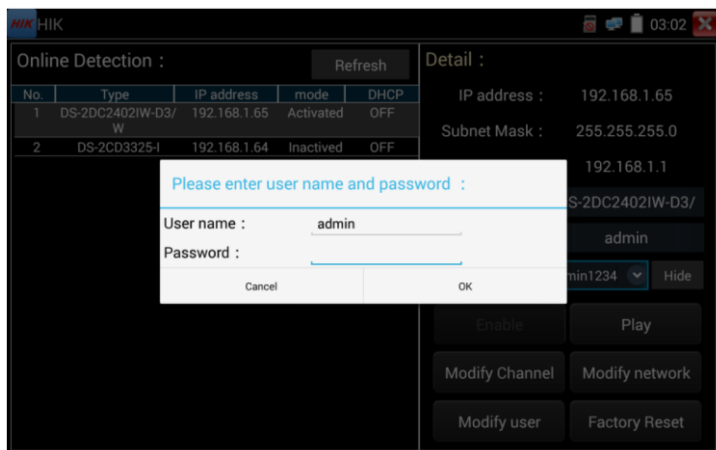 HIK HIK 03:02
Online Detection :
Refresh
No. Type IP address mode DHCP
1 DS-2DC2402IW-D3/W 192.168.1.65 Activated OFF
2 DS-2CD3325-I 192.168.1.64 Inactived OFF
Detail :
IP address : 192.168.1.65
Subnet Mask : 255.255.255.0
192.168.1.1
S-2DC2402IW-D3/
admin
min1234 Hide
Please enter user name and password :
User name : admin
Password :
Cancel OK
Enable Play
Modify Channel Modify network
Modify user Factory Reset